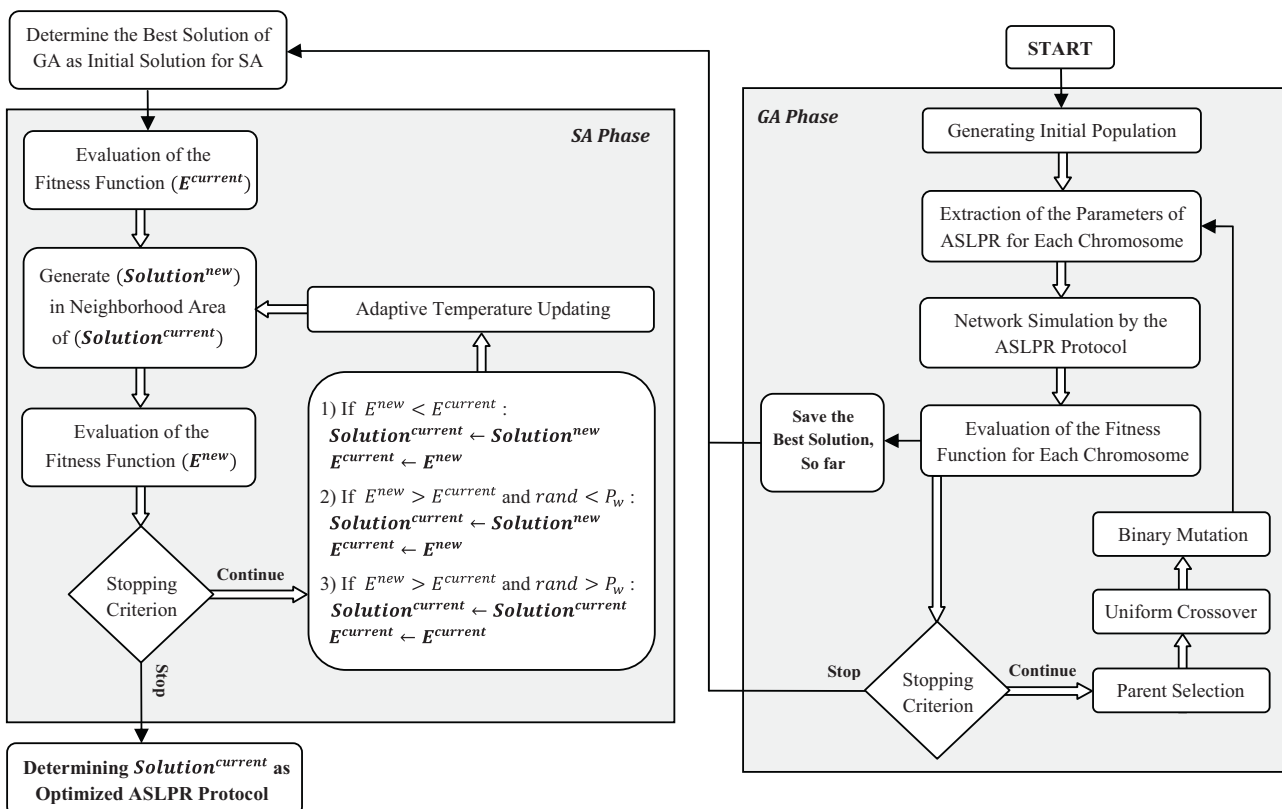 START
GA Phase
Generating Initial Population
Extraction of the Parameters of
ASLPR for Each Chromosome
Network Simulation by the
ASLPR Protocol
Evaluation of the Fitness
Function for Each Chromosome
Save the
Best Solution,
So far
Stopping
Criterion
Stop
Continue
Parent Selection
Uniform Crossover
Binary Mutation
Determine the Best Solution of
GA as Initial Solution for SA
SA Phase
Evaluation of the
Fitness Function (E^current)
Generate (Solution^new)
in Neighborhood Area
of (Solution^current)
Evaluation of the
Fitness Function (E^new)
Stopping
Criterion
Continue
1) If E^new < E^current :
Solution^current ← Solution^new
E^current ← E^new
2) If E^new > E^current and rand < P_w :
Solution^current ← Solution^new
E^current ← E^new
3) If E^new > E^current and rand > P_w :
Solution^current ← Solution^current
E^current ← E^current
Adaptive Temperature Updating
Stop
Determining Solution^current as
Optimized ASLPR Protocol